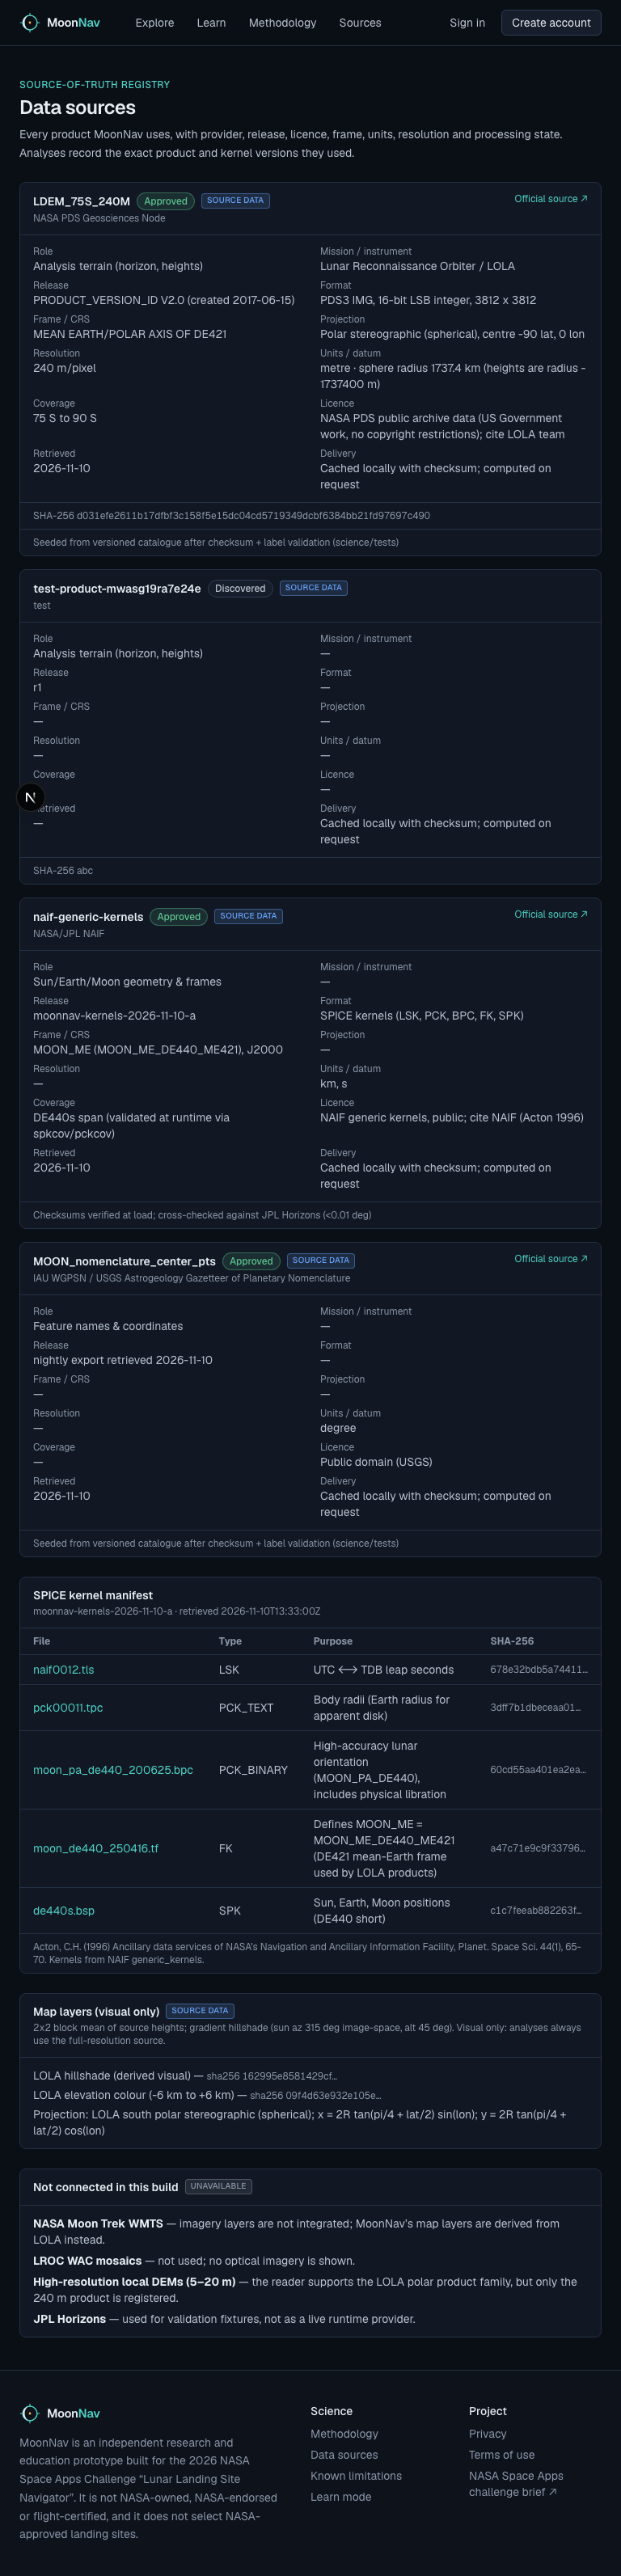 MoonNav Explore Learn Methodology Sources Sign in Create account
SOURCE-OF-TRUTH REGISTRY
Data sources
Every product MoonNav uses, with provider, release, licence, frame, units, resolution and processing state.
Analyses record the exact product and kernel versions they used.
LDEM_75S_240M Approved SOURCE DATA Official source ↗
NASA PDS Geosciences Node
Role
Analysis terrain (horizon, heights)
Mission / instrument
Lunar Reconnaissance Orbiter / LOLA
Release
PRODUCT_VERSION_ID V2.0 (created 2017-06-15)
Format
PDS3 IMG, 16-bit LSB integer, 3812 x 3812
Frame / CRS
MEAN EARTH/POLAR AXIS OF DE421
Projection
Polar stereographic (spherical), centre -90 lat, 0 lon
Resolution
240 m/pixel
Units / datum
metre · sphere radius 1737.4 km (heights are radius -
1737400 m)
Coverage
75 S to 90 S
Licence
NASA PDS public archive data (US Government
work, no copyright restrictions); cite LOLA team
Retrieved
2026-11-10
Delivery
Cached locally with checksum; computed on
request
SHA-256 d031efe2611b17dfbf3c158f5e15dc04cd5719349dcbf6384bb21fd97697c490
Seeded from versioned catalogue after checksum + label validation (science/tests)
test-product-mwasg19ra7e24e Discovered SOURCE DATA
test
Role
Analysis terrain (horizon, heights)
Mission / instrument
—
Release
r1
Format
—
Frame / CRS
—
Projection
—
Resolution
—
Units / datum
—
Coverage
Licence
—
etrieved
—
Delivery
Cached locally with checksum; computed on
request
SHA-256 abc
naif-generic-kernels Approved SOURCE DATA Official source ↗
NASA/JPL NAIF
Role
Sun/Earth/Moon geometry & frames
Mission / instrument
—
Release
moonnav-kernels-2026-11-10-a
Format
SPICE kernels (LSK, PCK, BPC, FK, SPK)
Frame / CRS
MOON_ME (MOON_ME_DE440_ME421), J2000
Projection
—
Resolution
—
Units / datum
km, s
Coverage
DE440s span (validated at runtime via
spkcov/pckcov)
Licence
NAIF generic kernels, public; cite NAIF (Acton 1996)
Retrieved
2026-11-10
Delivery
Cached locally with checksum; computed on
request
Checksums verified at load; cross-checked against JPL Horizons (<0.01 deg)
MOON_nomenclature_center_pts Approved SOURCE DATA Official source ↗
IAU WGPSN / USGS Astrogeology Gazetteer of Planetary Nomenclature
Role
Feature names & coordinates
Mission / instrument
—
Release
nightly export retrieved 2026-11-10
Format
—
Frame / CRS
—
Projection
—
Resolution
—
Units / datum
degree
Coverage
—
Licence
Public domain (USGS)
Retrieved
2026-11-10
Delivery
Cached locally with checksum; computed on
request
Seeded from versioned catalogue after checksum + label validation (science/tests)
SPICE kernel manifest
moonnav-kernels-2026-11-10-a · retrieved 2026-11-10T13:33:00Z
File Type Purpose SHA-256
naif0012.tls LSK UTC <-> TDB leap seconds 678e32bdb5a74411…
pck00011.tpc PCK_TEXT Body radii (Earth radius for
apparent disk) 3dff7b1dbeceaa01…
moon_pa_de440_200625.bpc PCK_BINARY High-accuracy lunar
orientation
(MOON_PA_DE440),
includes physical libration 60cd55aa401ea2ea…
moon_de440_250416.tf FK Defines MOON_ME =
MOON_ME_DE440_ME421
(DE421 mean-Earth frame
used by LOLA products) a47c71e9c9f33796…
de440s.bsp SPK Sun, Earth, Moon positions
(DE440 short) c1c7feeab882263f…
Acton, C.H. (1996) Ancillary data services of NASA's Navigation and Ancillary Information Facility, Planet. Space Sci. 44(1), 65-
70. Kernels from NAIF generic_kernels.
Map layers (visual only) SOURCE DATA
2x2 block mean of source heights; gradient hillshade (sun az 315 deg image-space, alt 45 deg). Visual only: analyses always
use the full-resolution source.
LOLA hillshade (derived visual) — sha256 162995e8581429cf…
LOLA elevation colour (-6 km to +6 km) — sha256 09f4d63e932e105e…
Projection: LOLA south polar stereographic (spherical); x = 2R tan(pi/4 + lat/2) sin(lon); y = 2R tan(pi/4 +
lat/2) cos(lon)
Not connected in this build UNAVAILABLE
NASA Moon Trek WMTS — imagery layers are not integrated; MoonNav's map layers are derived from
LOLA instead.
LROC WAC mosaics — not used; no optical imagery is shown.
High-resolution local DEMs (5–20 m) — the reader supports the LOLA polar product family, but only the
240 m product is registered.
JPL Horizons — used for validation fixtures, not as a live runtime provider.
MoonNav
MoonNav is an independent research and
education prototype built for the 2026 NASA
Space Apps Challenge “Lunar Landing Site
Navigator”. It is not NASA-owned, NASA-endorsed
or flight-certified, and it does not select NASA-
approved landing sites.
Science
Methodology
Data sources
Known limitations
Learn mode
Project
Privacy
Terms of use
NASA Space Apps
challenge brief ↗